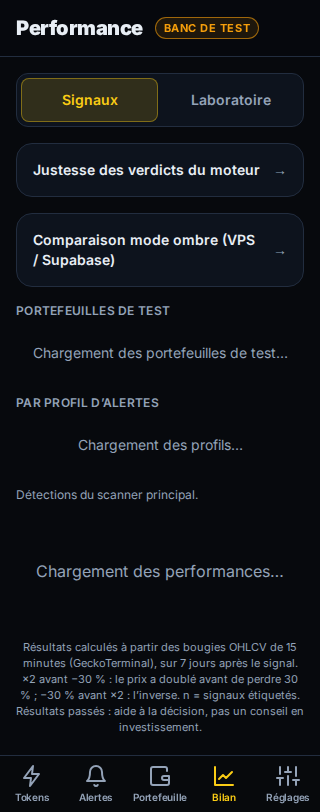 Performance
BANC DE TEST
Signaux
Laboratoire
Justesse des verdicts du moteur →
Comparaison mode ombre (VPS
/ Supabase) →
PORTEFEUILLES DE TEST
Chargement des portefeuilles de test…
PAR PROFIL D’ALERTES
Chargement des profils…
Détections du scanner principal.
Chargement des performances…
Résultats calculés à partir des bougies OHLCV de 15
minutes (GeckoTerminal), sur 7 jours après le signal.
×2 avant −30 % : le prix a doublé avant de perdre 30
% ; −30 % avant ×2 : l’inverse. n = signaux étiquetés.
Résultats passés : aide à la décision, pas un conseil en
investissement.
Tokens
Alertes
Portefeuille
Bilan
Réglages